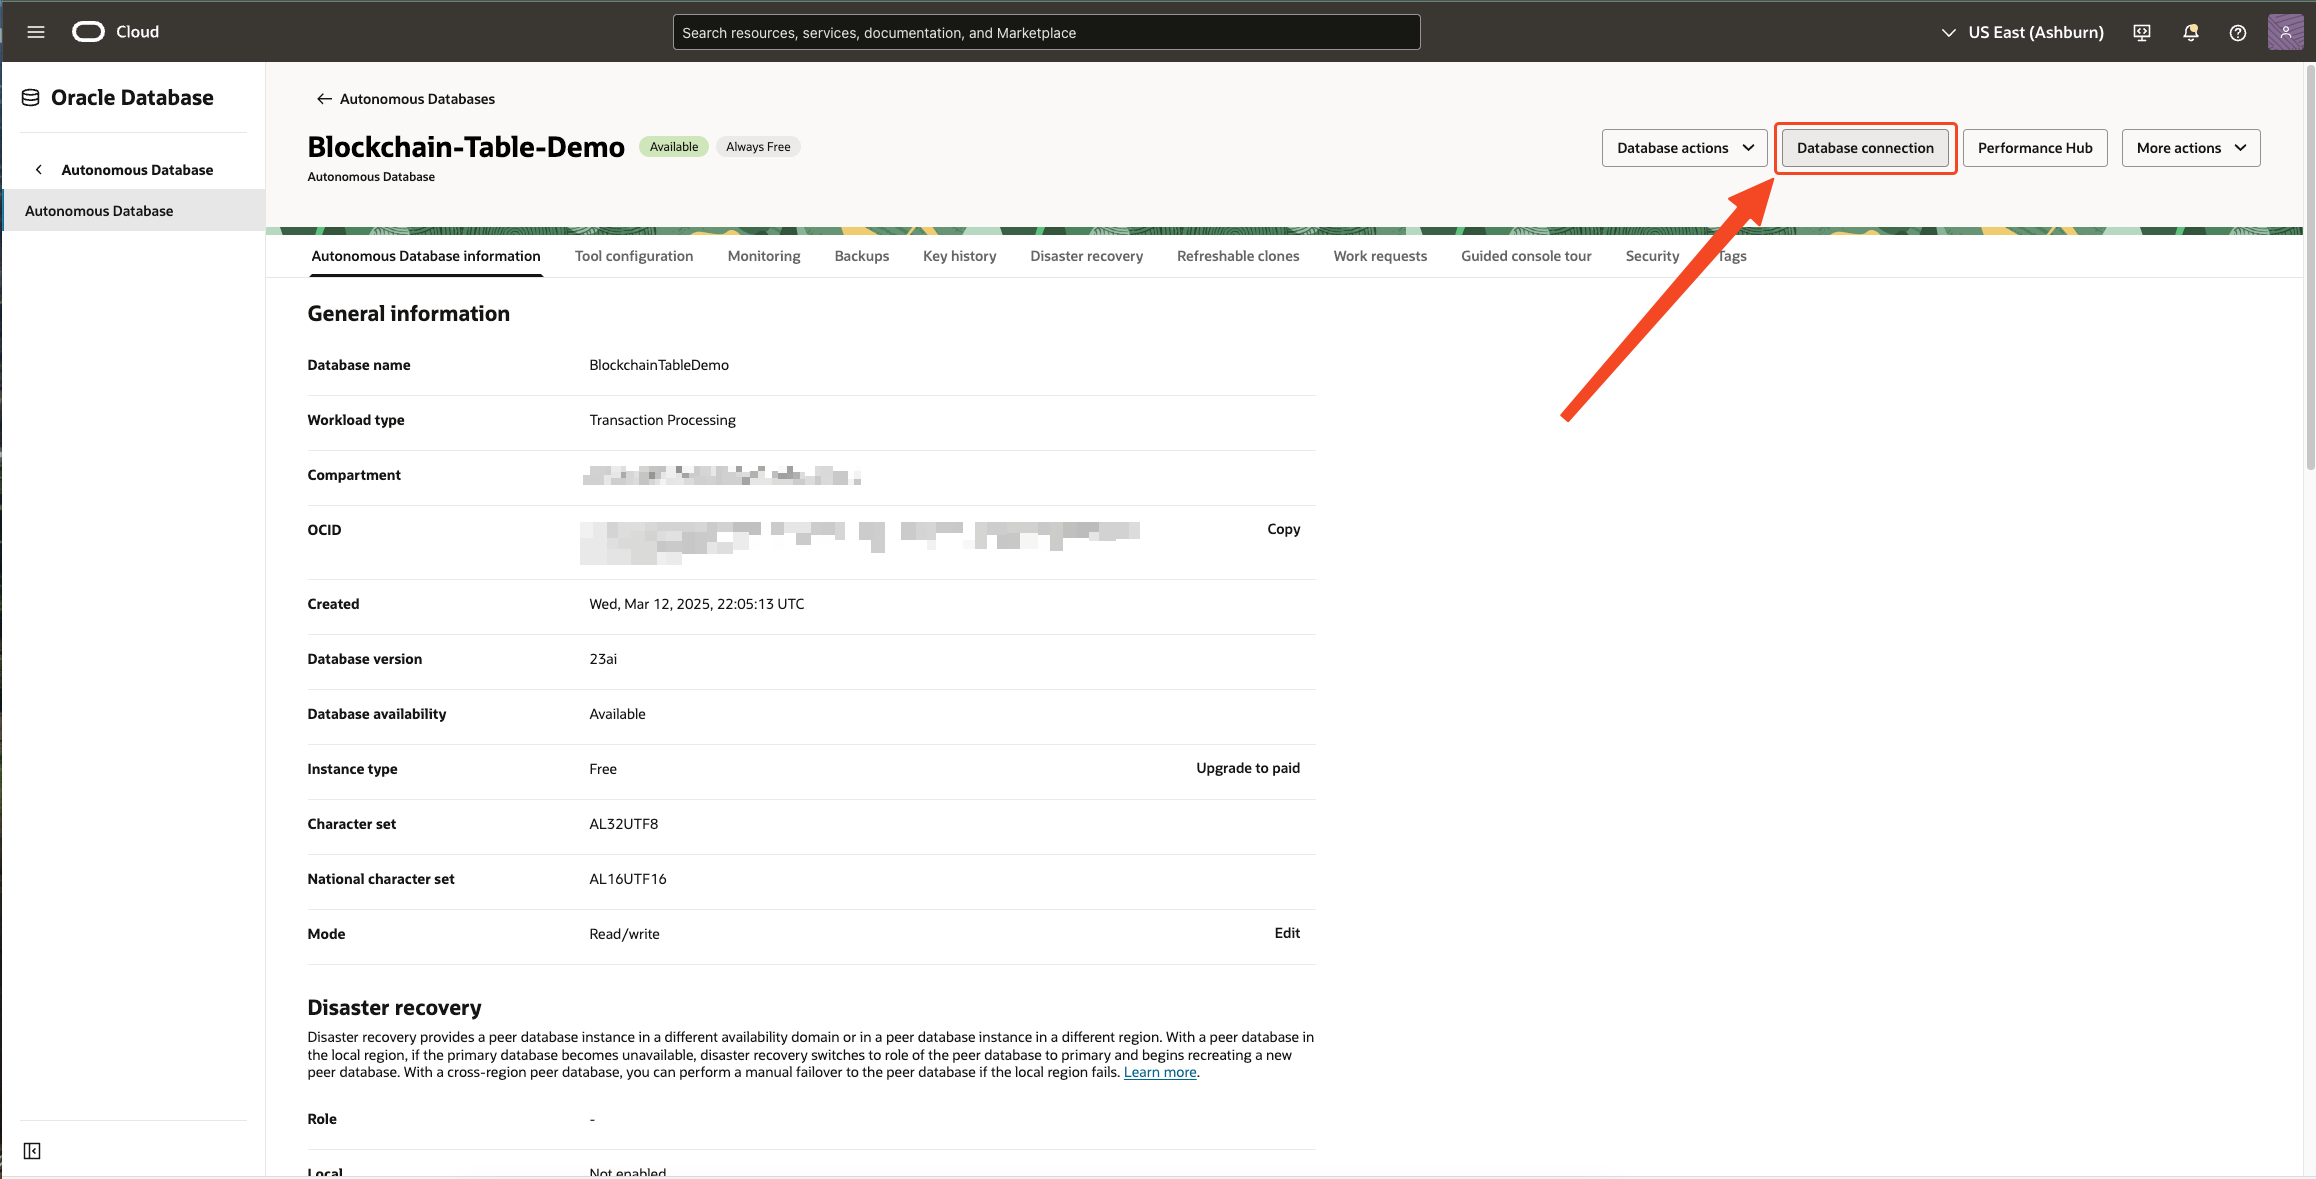 Cloud
Search resources, services, documentation, and Marketplace
US East (Ashburn)
Oracle Database
Autonomous Database
Autonomous Database
Autonomous Databases
Blockchain-Table-Demo
Available
Always Free
Autonomous Database
Database actions
Database connection
Performance Hub
More actions
Autonomous Database information
Tool configuration
Monitoring
Backups
Key history
Disaster recovery
Refreshable clones
Work requests
Guided console tour
Security
Tags
General information
Database name BlockchainTableDemo
Workload type Transaction Processing
Compartment
OCID Copy
Created Wed, Mar 12, 2025, 22:05:13 UTC
Database version 23ai
Database availability Available
Instance type Free Upgrade to paid
Character set AL32UTF8
National character set AL16UTF16
Mode Read/write Edit
Disaster recovery
Disaster recovery provides a peer database instance in a different availability domain or in a peer database instance in a different region. With a peer database in
the local region, if the primary database becomes unavailable, disaster recovery switches to role of the peer database to primary and begins recreating a new
peer database. With a cross-region peer database, you can perform a manual failover to the peer database if the local region fails. Learn more.
Role -
Local Not enabled